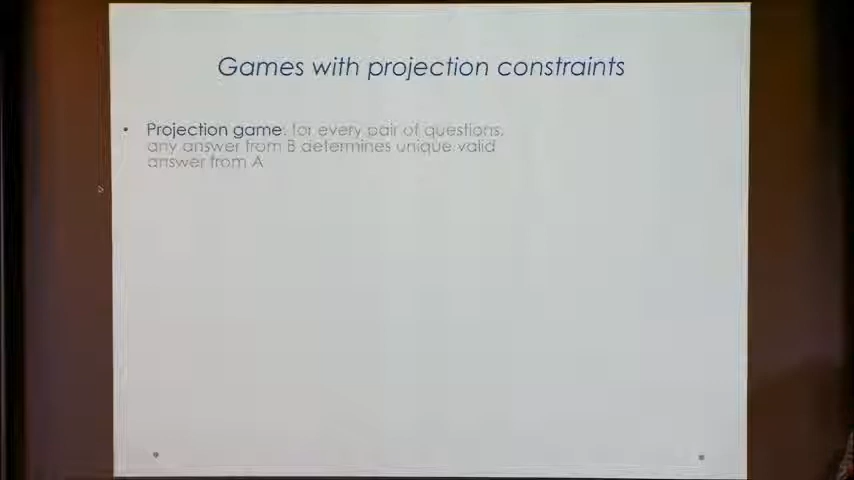 Games with projection constraints
• Projection game: for every pair of questions,
any answer from B determines unique valid
answer from A